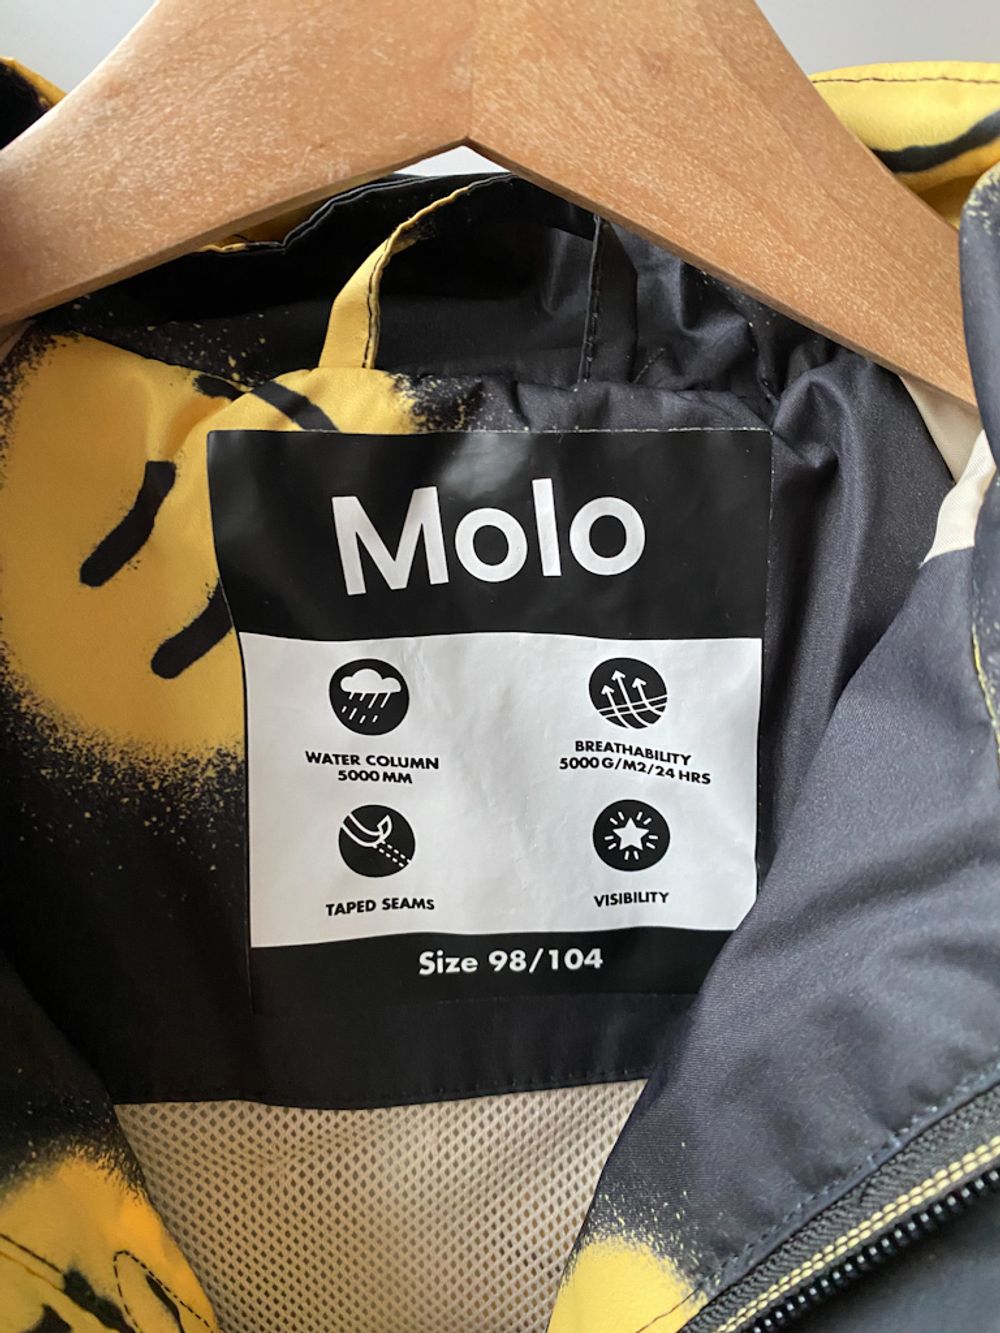 Molo
WATER COLUMN
5000 MM
BREATHABILITY
5000 G/M2/24 HRS
TAPED SEAMS
VISIBILITY
Size 98/104